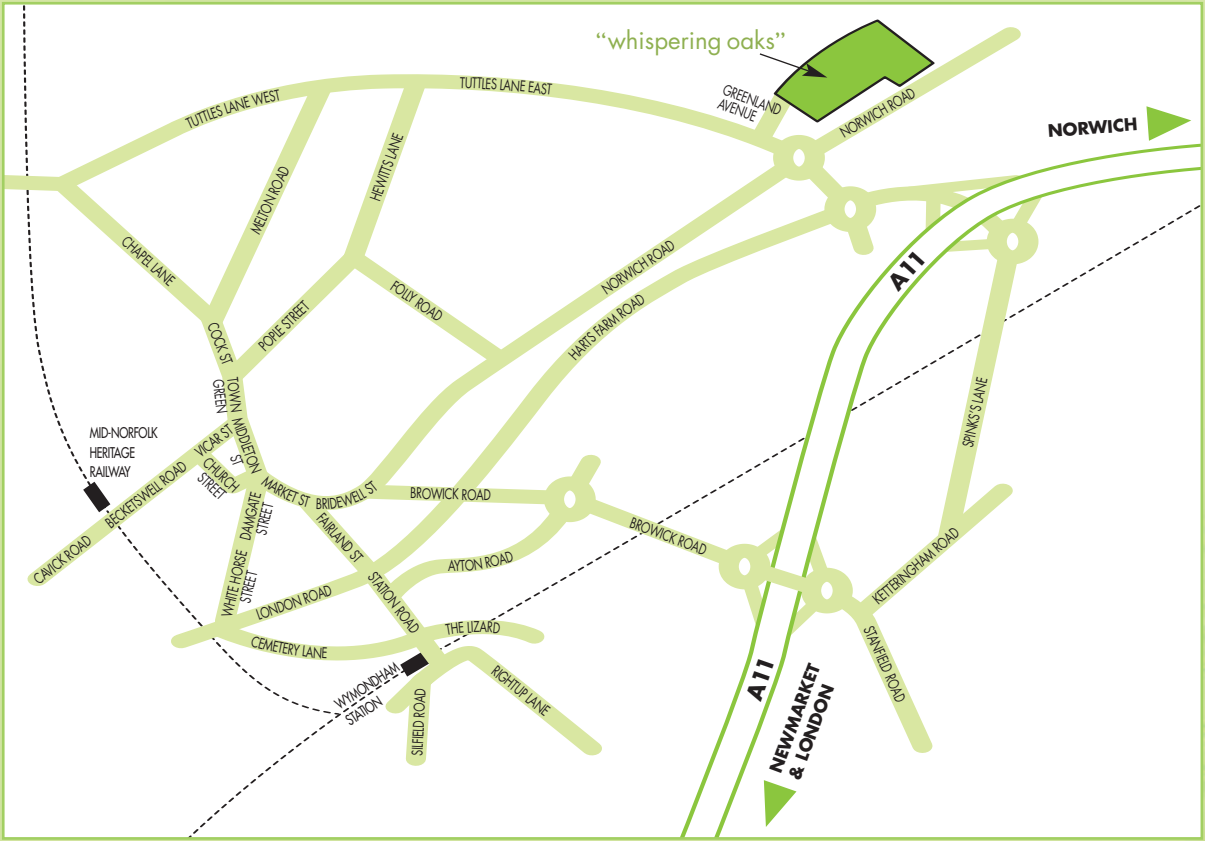 “whispering oaks”
TUTTLES LANE WEST
TUTTLES LANE EAST
GREENLAND
AVENUE
NORWICH ROAD
NORWICH
MELTON ROAD
HEWITTS LANE
CHAPEL LANE
NORWICH ROAD
A11
FOLLY ROAD
POPLE STREET
COCK ST
HARTS FARM ROAD
TOWN
GREEN
MIDDLETON
ST
SPINKS'S LANE
MID-NORFOLK
HERITAGE
RAILWAY
VICAR ST
BECKETSWELL ROAD
CHURCH
STREET
MARKET ST
BRIDEWELL ST
BROWICK ROAD
DAMGATE
STREET
CAVICK ROAD
FAIRLAND ST
BROWICK ROAD
WHITE HORSE
STREET
AYTON ROAD
KETTERINGHAM ROAD
LONDON ROAD
STATION ROAD
CEMETERY LANE
THE LIZARD
STANFIELD ROAD
WYMONDHAM
STATION
SILFIELD ROAD
RIGHTUP LANE
A11
NEWMARKET
& LONDON